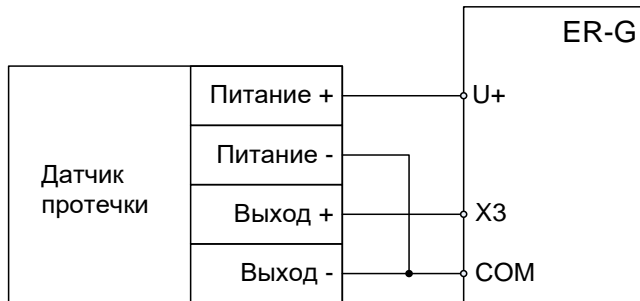 ER-G
Питание + U+
Питание -
Датчик
протечки
Выход + X3
Выход - COM